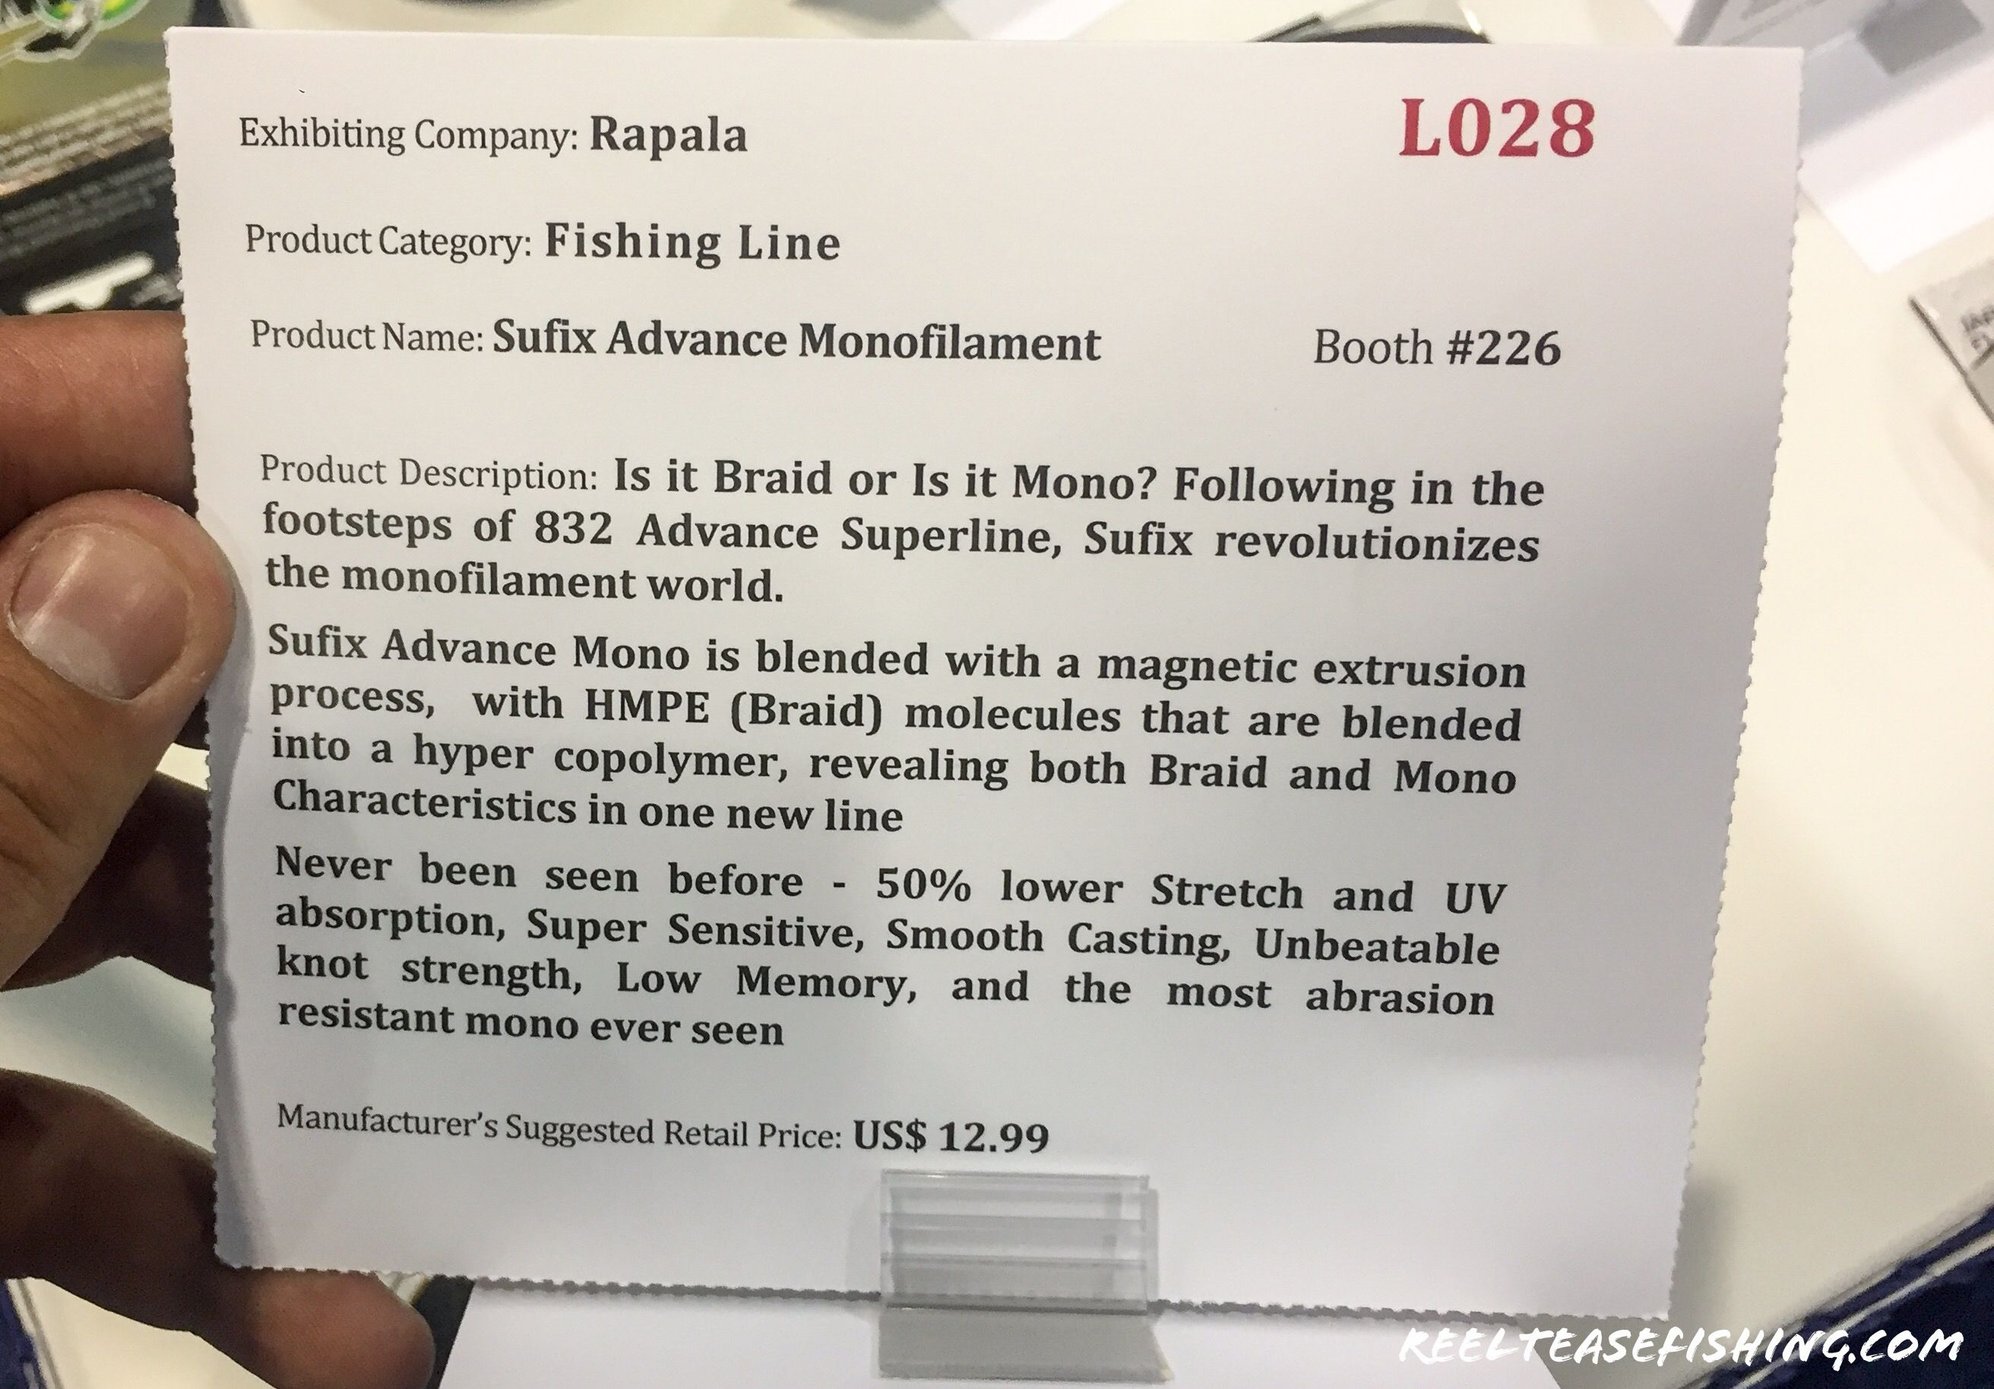 Exhibiting Company: Rapala
L028
Product Category: Fishing Line
Product Name: Sufix Advance Monofilament
Booth #226
Product Description: Is it Braid or Is it Mono? Following in the
footsteps of 832 Advance Superline, Sufix revolutionizes
the monofilament world.
Sufix Advance Mono is blended with a magnetic extrusion
process, with HMPE (Braid) molecules that are blended
into a hyper copolymer, revealing both Braid and Mono
Characteristics in one new line
Never been seen before - 50% lower Stretch and UV
absorption, Super Sensitive, Smooth Casting, Unbeatable
knot strength, Low Memory, and the most abrasion
resistant mono ever seen
Manufacturer's Suggested Retail Price: US$ 12.99
REELTEASEFISHING.COM